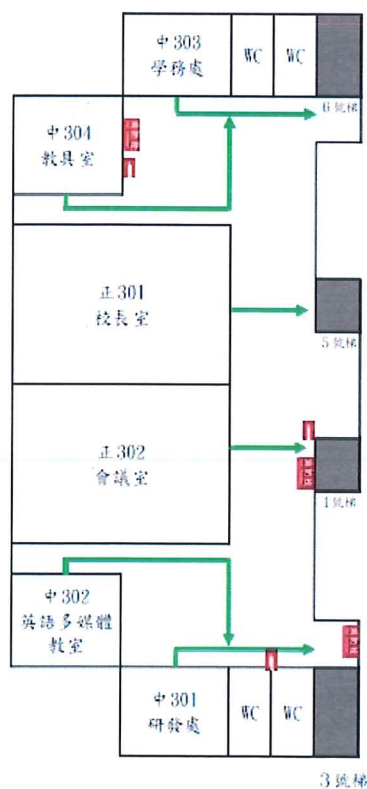 中303
學務處
WC
WC
6號梯
中304
教具室
正301
校長室
5號梯
正302
會議室
1號梯
中302
英語多媒體
教室
中301
研發處
WC
WC
3號梯